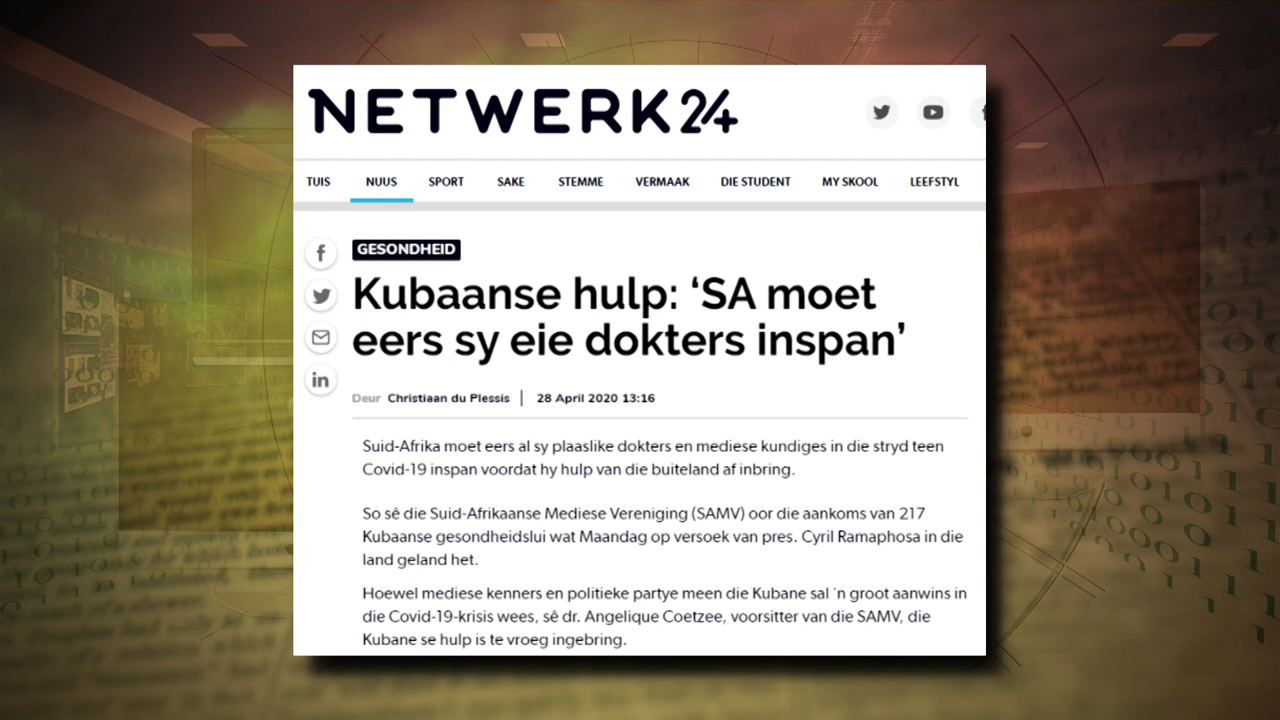 NETWERK24
TUIS NUUS SPORT SAKE STEMME VERMAAK DIE STUDENT MY SKOOL LEEFSTYL
GESONDHEID
Kubaanse hulp: ‘SA moet
eers sy eie dokters inspan’
Deur Christiaan du Plessis | 28 April 2020 13:16
Suid-Afrika moet eers al sy plaaslike dokters en mediese kundiges in die stryd teen
Covid-19 inspan voordat hy hulp van die buiteland af inbring.
So sê die Suid-Afrikaanse Mediese Vereniging (SAMV) oor die aankoms van 217
Kubaanse gesondheidslui wat Maandag op versoek van pres. Cyril Ramaphosa in die
land geland het.
Hoewel mediese kenners en politieke partye meen die Kubane sal 'n groot aanwins in
die Covid-19-krisis wees, sê dr. Angelique Coetzee, voorsitter van die SAMV, die
Kubane se hulp is te vroeg ingebring.